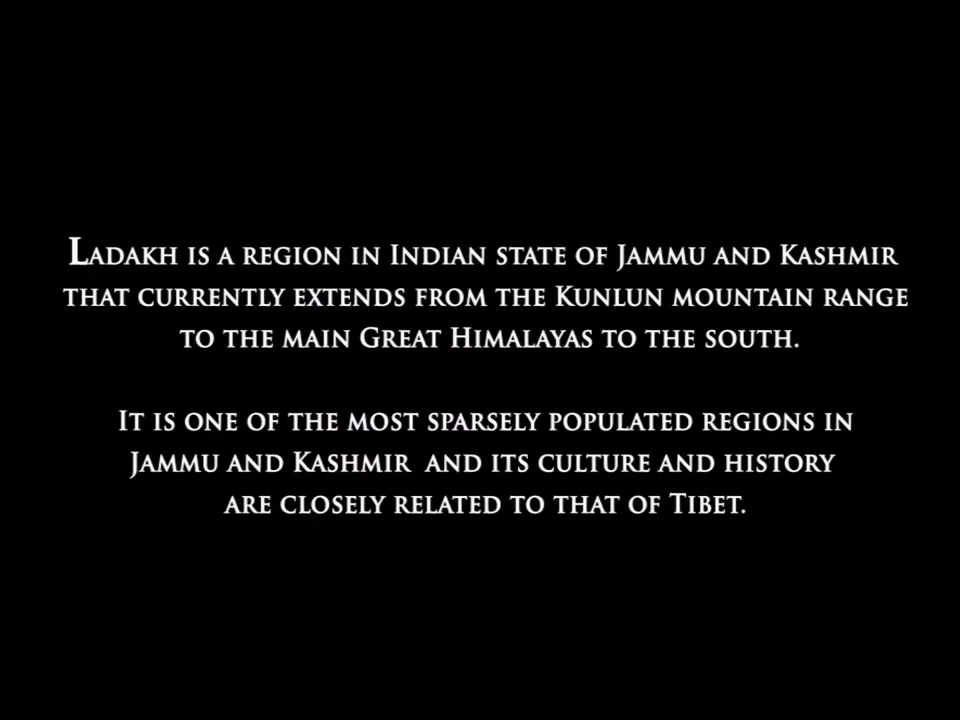 Ladakh is a region in Indian state of Jammu and Kashmir
that currently extends from the Kunlun mountain range
to the main Great Himalayas to the south.
It is one of the most sparsely populated regions in
Jammu and Kashmir and its culture and history
are closely related to that of Tibet.